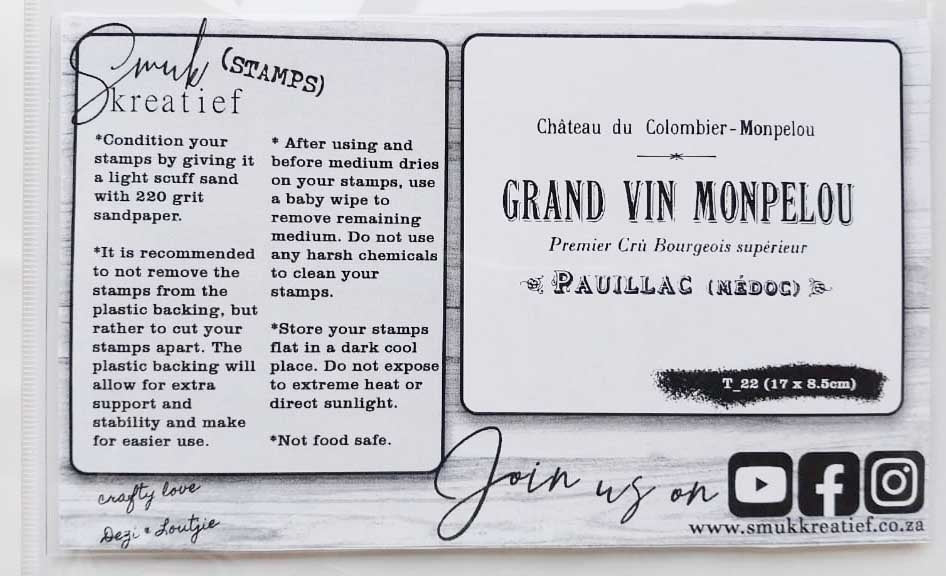 Smuk (STAMPS)
kreatief
*Condition your
stamps by giving it
a light scuff sand
with 220 grit
sandpaper.
*It is recommended
to not remove the
stamps from the
plastic backing, but
rather to cut your
stamps apart. The
plastic backing will
allow for extra
support and
stability and make
for easier use.
* After using and
before medium dries
on your stamps, use
a baby wipe to
remove remaining
medium. Do not use
any harsh chemicals
to clean your
stamps.
*Store your stamps
flat in a dark cool
place. Do not expose
to extreme heat or
direct sunlight.
*Not food safe.
crafty love
Dezi & Loutjie
Château du Colombier-Monpelou
GRAND VIN MONPELOU
Premier Crû Bourgeois supérieur
PAUILLAC (MÉDOC)
T_22 (17 x 8.5cm)
Join us on
www.smukkreatief.co.za